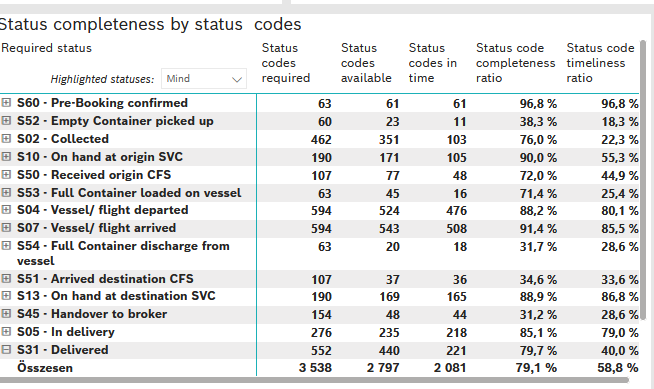 Status completeness by status codes
Required status Status codes required Status codes available Status codes in time Status code completeness ratio Status code timeliness ratio
Highlighted statuses: Mind
S60 - Pre-Booking confirmed 63 61 61 96,8 % 96,8 %
S52 - Empty Container picked up 60 23 11 38,3 % 18,3 %
S02 - Collected 462 351 103 76,0 % 22,3 %
S10 - On hand at origin SVC 190 171 105 90,0 % 55,3 %
S50 - Received origin CFS 107 77 48 72,0 % 44,9 %
S53 - Full Container loaded on vessel 63 45 16 71,4 % 25,4 %
S04 - Vessel/ flight departed 594 524 476 88,2 % 80,1 %
S07 - Vessel/ flight arrived 594 543 508 91,4 % 85,5 %
S54 - Full Container discharge from vessel 63 20 18 31,7 % 28,6 %
S51 - Arrived destination CFS 107 37 36 34,6 % 33,6 %
S13 - On hand at destination SVC 190 169 165 88,9 % 86,8 %
S45 - Handover to broker 154 48 44 31,2 % 28,6 %
S05 - In delivery 276 235 218 85,1 % 79,0 %
S31 - Delivered 552 440 221 79,7 % 40,0 %
Összesen 3 538 2 797 2 081 79,1 % 58,8 %